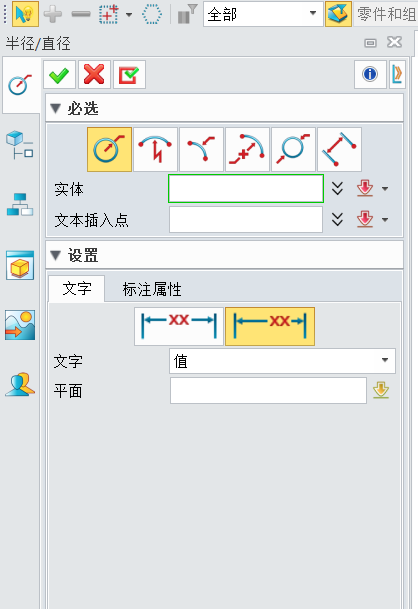 全部 零件和组
半径/直径
必选
实体
文本插入点
设置
文字 标注属性
XX XX
文字 值
平面